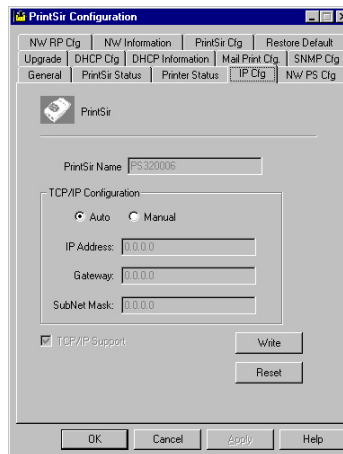 PrintSir Configuration
NW RP Cfg NW Information PrintSir Cfg Restore Default
Upgrade DHCP Cfg DHCP Information Mail Print Cfg. SNMP Cfg
General PrintSir Status Printer Status IP Cfg NW PS Cfg
PrintSir
PrintSir Name PS320006
TCP/IP Configuration
Auto Manual
IP Address: 0.0.0.0
Gateway: 0.0.0.0
SubNet Mask: 0.0.0.0
TCP/IP Support Write
Reset
OK Cancel Apply Help